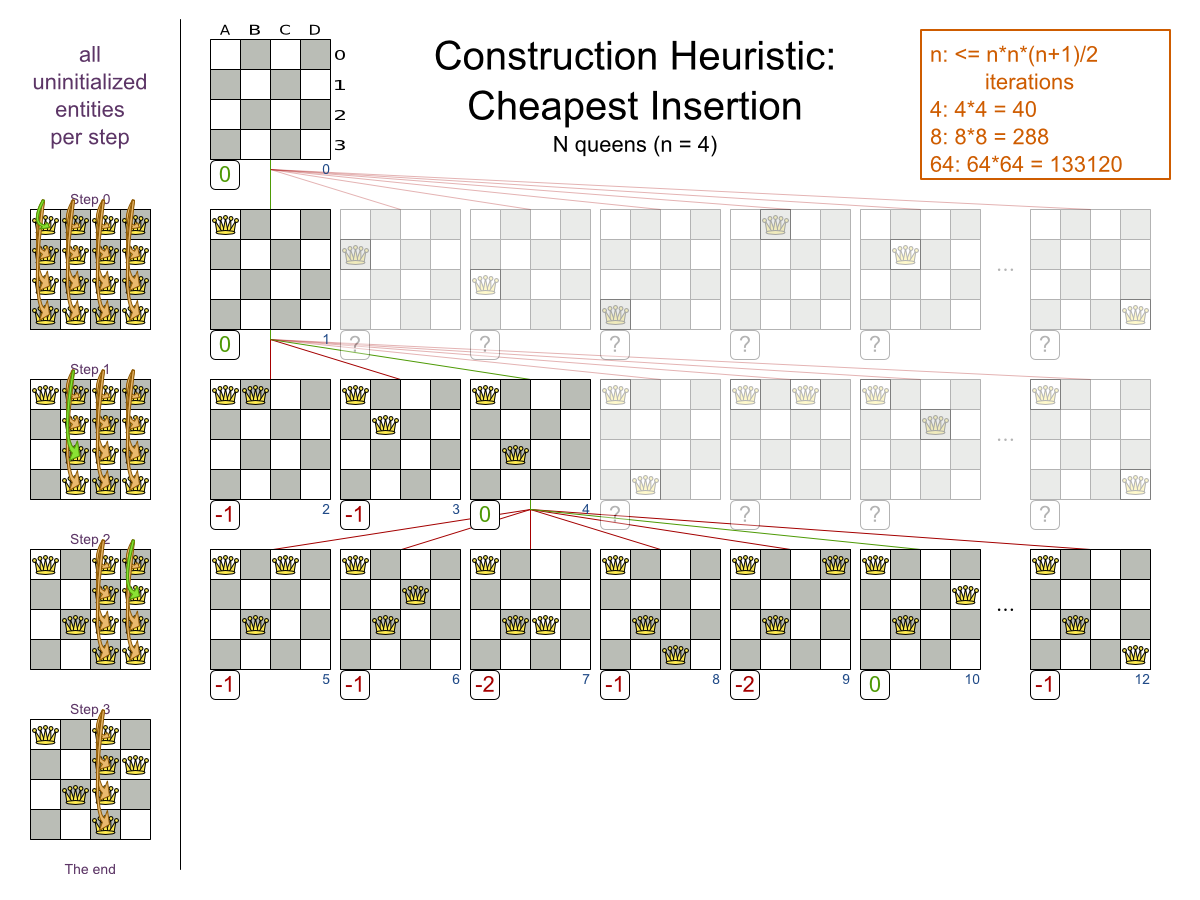 all
uninitialized
entities
per step
Step 0
Step 1
Step 2
Step 3
The end
A B C D
0
1
2
3
0
0
Construction Heuristic:
Cheapest Insertion
N queens (n = 4)
n: <= n*n*(n+1)/2
iterations
4: 4*4 = 40
8: 8*8 = 288
64: 64*64 = 133120
...
0 1 ? ? ? ? ? ?
...
-1 2 -1 3 0 4 ? ? ? ?
...
-1 5 -1 6 -2 7 -1 8 -2 9 0 10 -1 12